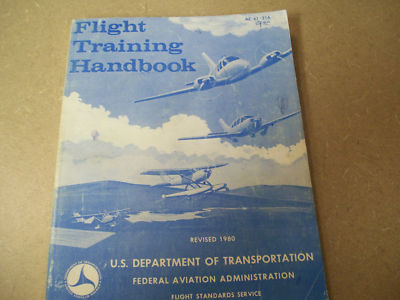 AC 61-21A
Flight
Training
Handbook
REVISED 1980
U.S. DEPARTMENT OF TRANSPORTATION
FEDERAL AVIATION ADMINISTRATION
FLIGHT STANDARDS SERVICE